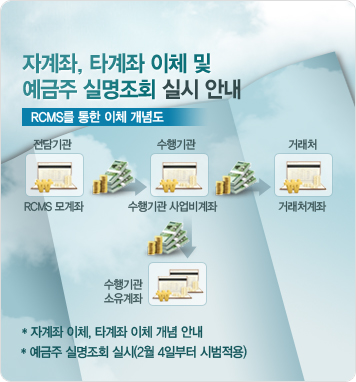 자계좌, 타계좌 이체 및
예금주 실명조회 실시 안내
RCMS를 통한 이체 개념도
전담기관 수행기관 거래처
RCMS 모계좌 수행기관 사업비계좌 거래처계좌
수행기관
소유계좌
* 자계좌 이체, 타계좌 이체 개념 안내
* 예금주 실명조회 실시(2월 4일부터 시범적용)